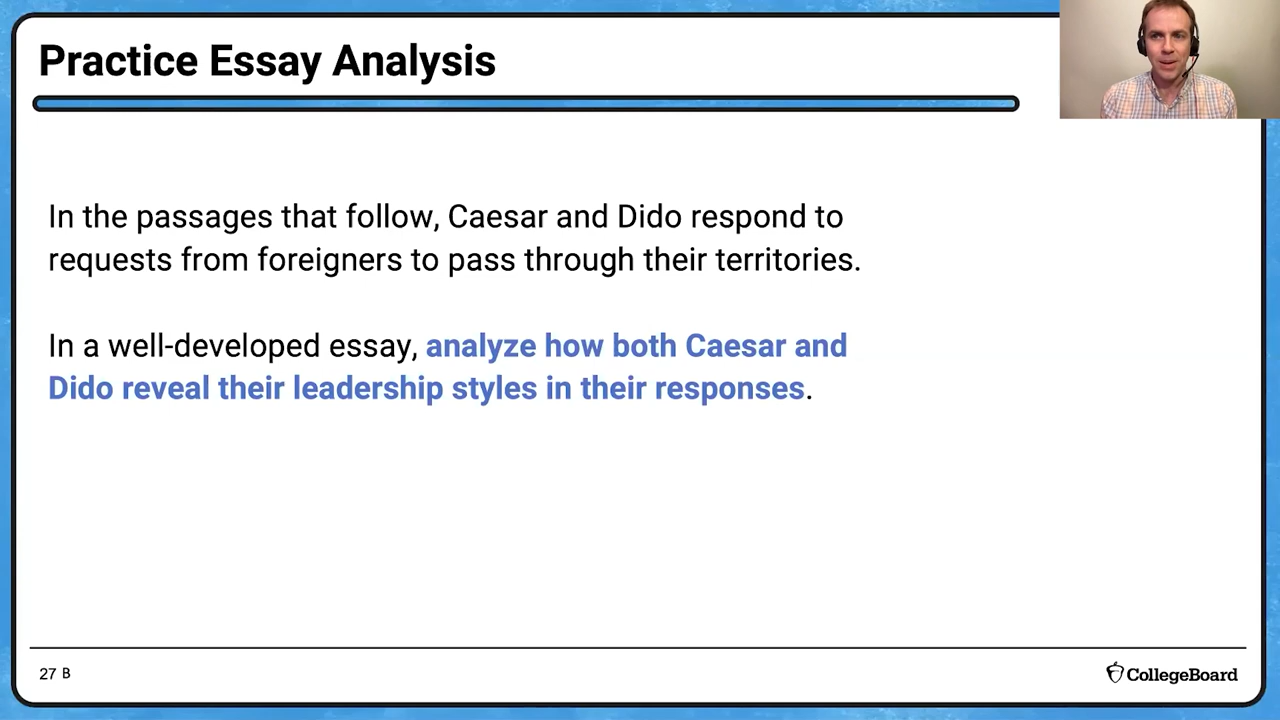 Practice Essay Analysis
In the passages that follow, Caesar and Dido respond to
requests from foreigners to pass through their territories.
In a well-developed essay, analyze how both Caesar and
Dido reveal their leadership styles in their responses.
27 B
CollegeBoard